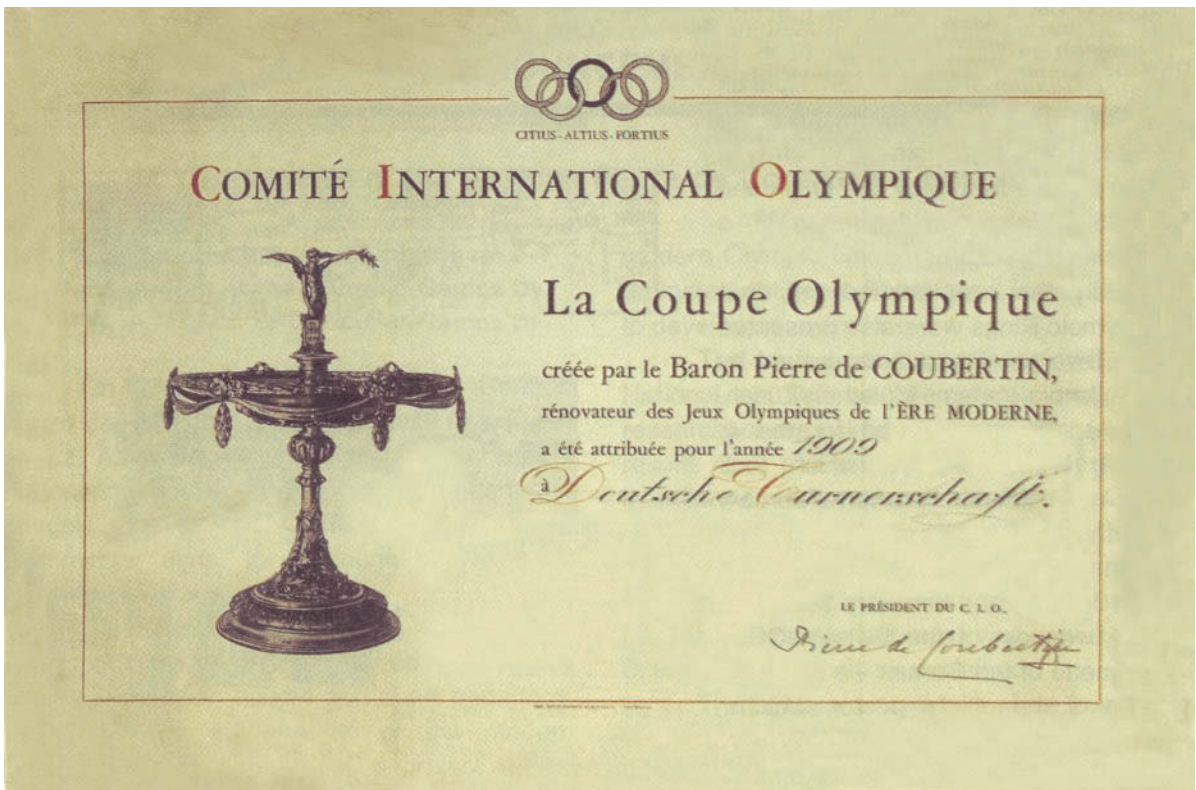 CITIUS - ALTIUS - FORTIUS
COMITÉ INTERNATIONAL OLYMPIQUE
La Coupe Olympique
créée par le Baron Pierre de COUBERTIN,
rénovateur des Jeux Olympiques de l'ÈRE MODERNE,
a été attribuée pour l'année 1909
à Deutsche Turnerschaft.
LE PRÉSIDENT DU C. I. O.,
Pierre de Coubertin